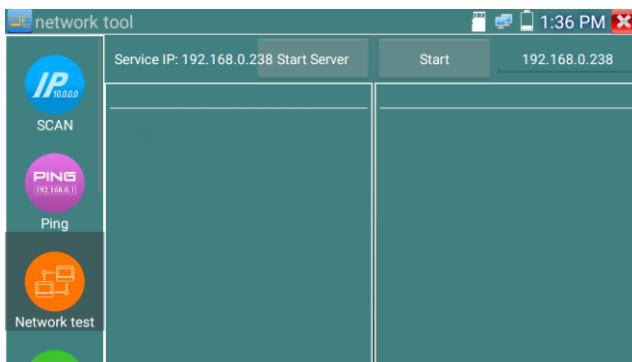 network tool
1:36 PM
Service IP: 192.168.0.238 Start Server
Start
192.168.0.238
IP
10.0.0.0
SCAN
PING
[192.168.0.1]
Ping
Network test